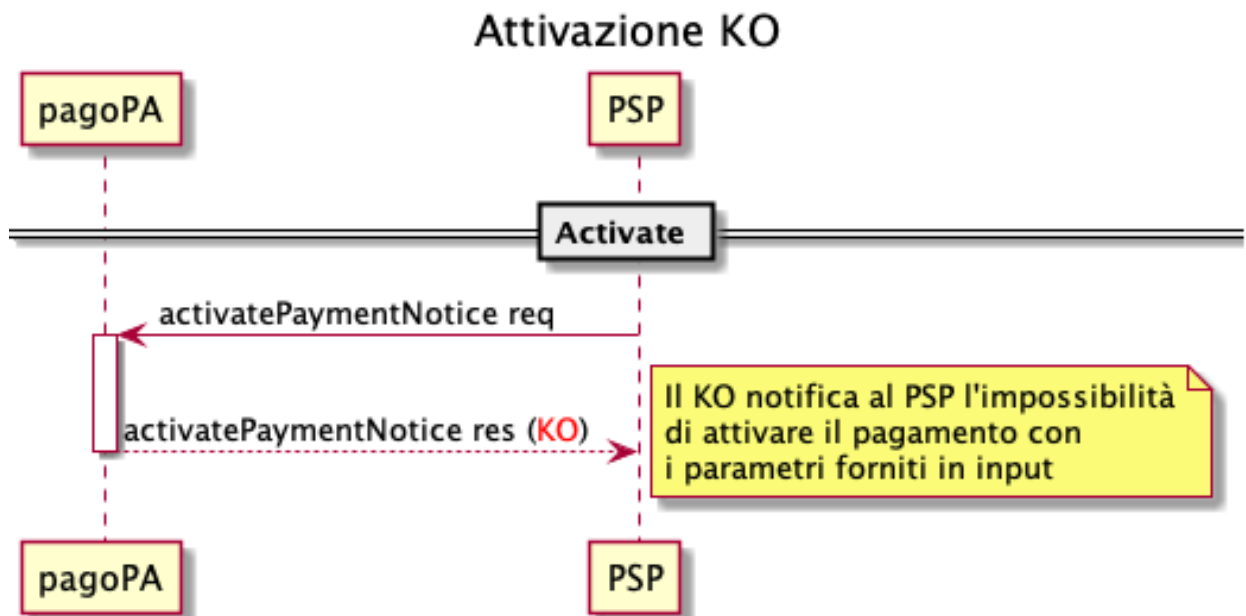 Attivazione KO
pagoPA
PSP
Activate
activatePaymentNotice req
Il KO notifica al PSP l'impossibilità
di attivare il pagamento con
i parametri forniti in input
activatePaymentNotice res (KO)
pagoPA
PSP